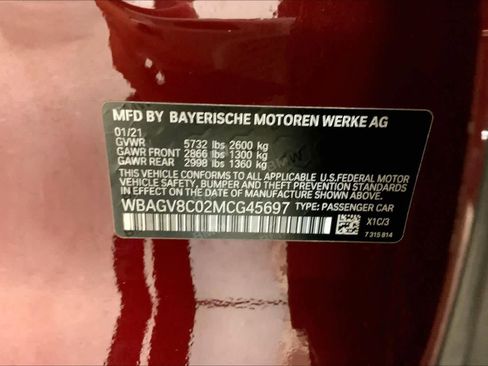 MFD BY BAYERISCHE MOTOREN WERKE AG
01/21
GVWR 5732 lbs 2600 kg
GAWR FRONT 2866 lbs 1300 kg
GAWR REAR 2998 lbs 1360 kg
THIS VEHICLE CONFORMS TO ALL APPLICABLE U.S.FEDERAL MOTOR
VEHICLE SAFETY, BUMPER, AND THEFT PREVENTION STANDARDS IN
EFFECT ON THE DATE OF MANUFACTURE SHOWN ABOVE.
WBAGV8C02MCG45697 TYPE: PASSENGER CAR
X1C/3
7 315 814